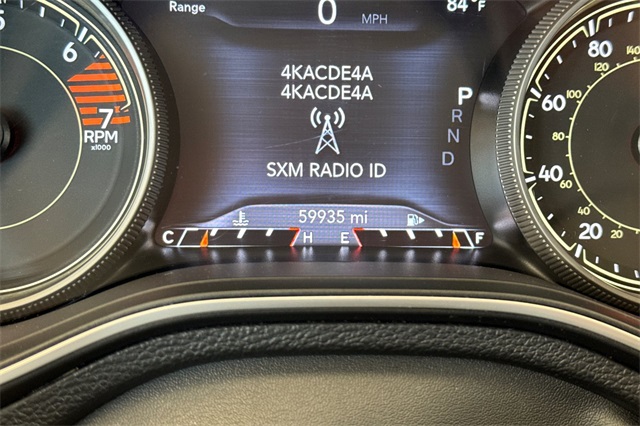 Range 0 MPH 84°F
4KACDE4A
4KACDE4A
SXM RADIO ID
P
R
N
D
59935 mi
C H E F
6
7
RPM
x1000
80
60
40
20
140
120
100
80
60
40
20